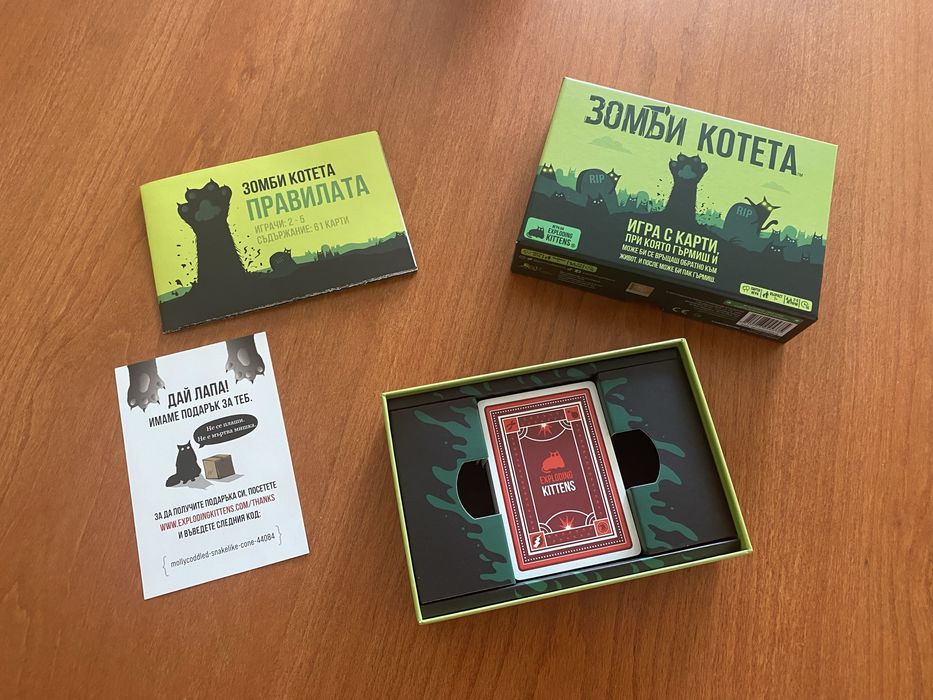 ЗОМБИ КОТЕТА
ПРАВИЛАТА
ИГРАЧИ: 2 - 5
СЪДЪРЖАНИЕ: 61 КАРТИ
ЗОМБИ КОТЕТА™
RIP
RIP
EXPLODING
KITTENS
ИГРА С КАРТИ,
ПРИ КОЯТО ГЪРМИШ И
МОЖЕ БИ СЕ ВРЪЩАШ ОБРАТНО КЪМ
ЖИВОТ, И ПОСЛЕ МОЖЕ БИ ПАК ГЪРМИШ.
CE
ДАЙ ЛАПА!
ИМАМЕ ПОДАРЪК ЗА ТЕБ.
Не се плаши.
Не е мъртва мишка.
ЗА ДА ПОЛУЧИТЕ ПОДАРЪКА СИ, ПОСЕТЕТЕ
WWW.EXPLODINGKITTENS.COM/THANKS
И ВЪВЕДЕТЕ СЛЕДНИЯ КОД:
{mollycoddled-snakelike-cone-44084}
EXPLODING
KITTENS